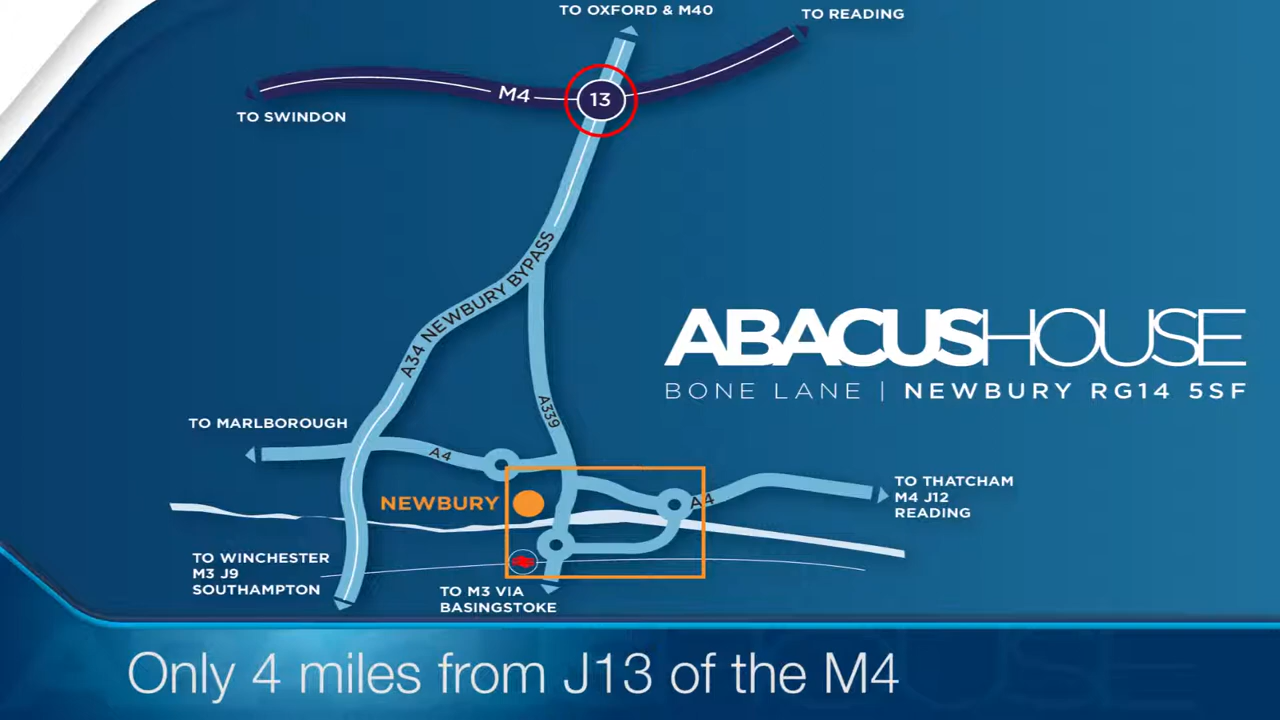 TO OXFORD & M40
TO READING
M4
13
TO SWINDON
A34 NEWBURY BYPASS
ABACUSHOUSE
BONE LANE | NEWBURY RG14 5SF
A339
TO MARLBOROUGH
A4
NEWBURY
A4
TO THATCHAM
M4 J12
READING
TO WINCHESTER
M3 J9
SOUTHAMPTON
TO M3 VIA
BASINGSTOKE
Only 4 miles from J13 of the M4